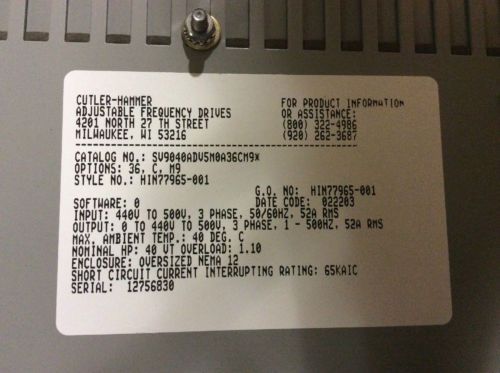 CUTLER-HAMMER
ADJUSTABLE FREQUENCY DRIVES
4201 NORTH 27 TH STREET
MILWAUKEE, WI 53216
FOR PRODUCT INFORMATION
OR ASSISTANCE:
(800) 322-4986
(920) 262-3687
CATALOG NO.: SV9040ADV5M0A36CM9*
OPTIONS: 36, C, M9
STYLE NO.: HIN77965-001
G.O. NO: HIN77965-001
SOFTWARE: 0 DATE CODE: 022203
INPUT: 440V TO 500V, 3 PHASE, 50/60HZ, 52A RMS
OUTPUT: 0 TO 440V TO 500V, 3 PHASE, 1 - 500HZ, 52A RMS
MAX. AMBIENT TEMP.: 40 DEG. C
NOMINAL HP: 40 VT OVERLOAD: 1.10
ENCLOSURE: OVERSIZED NEMA 12
SHORT CIRCUIT CURRENT INTERRUPTING RATING: 65KAIC
SERIAL: 12756830